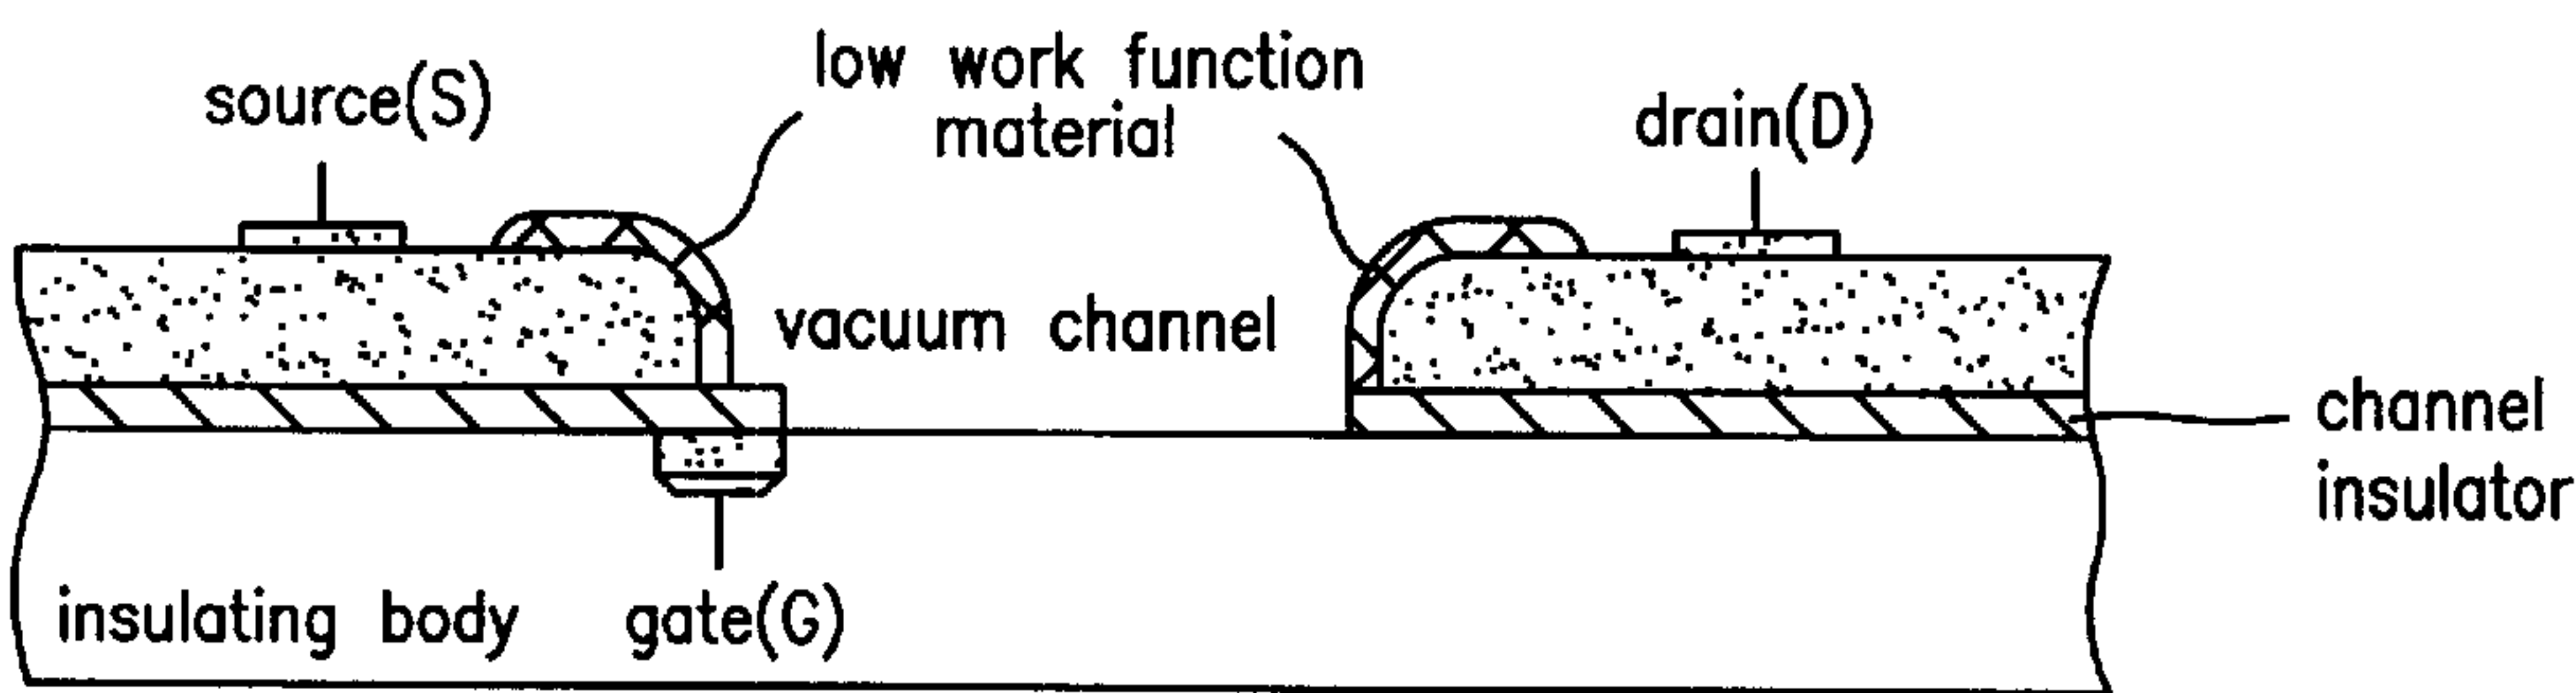 source(S)
low work function
material
drain(D)
vacuum channel
channel
insulator
insulating body
gate(G)